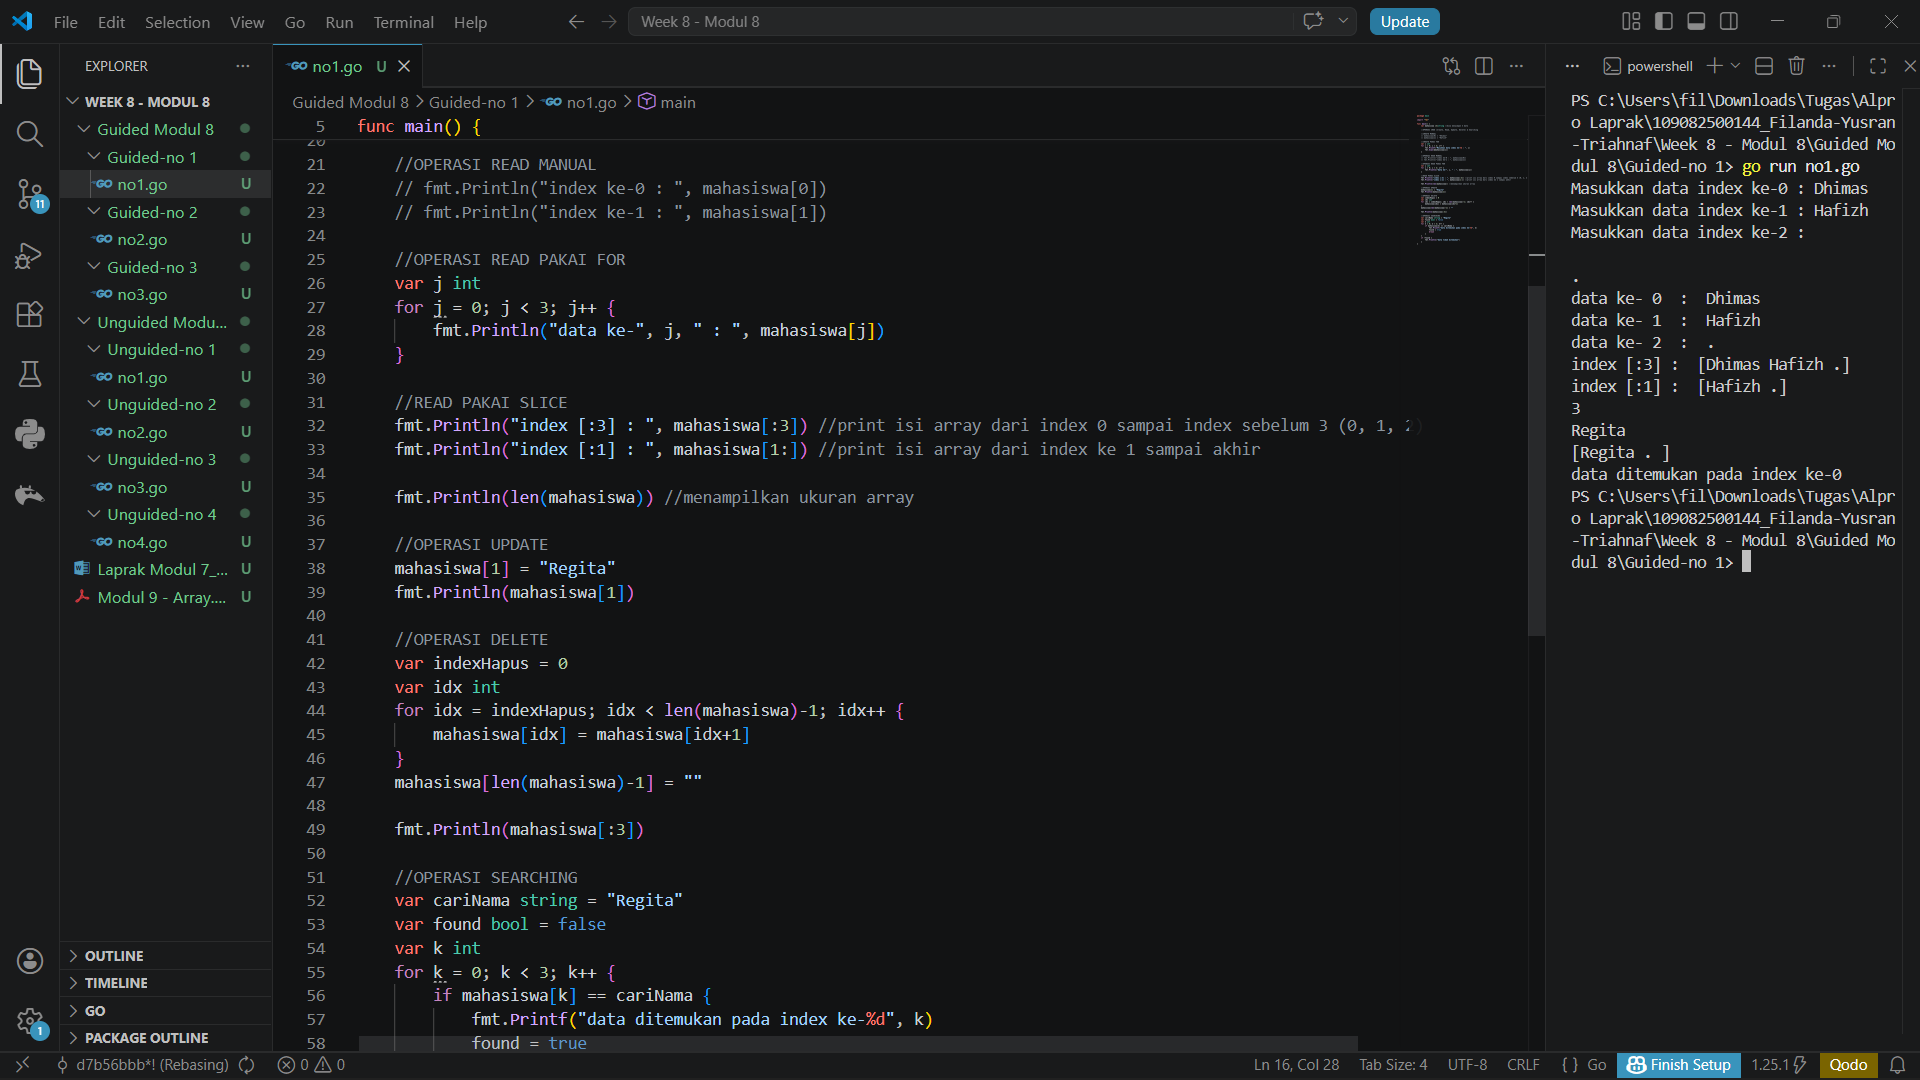 File Edit Selection View Go Run Terminal Help
Week 8 - Modul 8
Update
EXPLORER
WEEK 8 - MODUL 8
Guided Modul 8
Guided-no 1
no1.go U
Guided-no 2
no2.go U
Guided-no 3
no3.go U
Unguided Modu...
Unguided-no 1
no1.go U
Unguided-no 2
no2.go U
Unguided-no 3
no3.go U
Unguided-no 4
no4.go U
Laprak Modul 7_... U
Modul 9 - Array.... U
OUTLINE
TIMELINE
GO
PACKAGE OUTLINE
11
1
no1.go U
Guided Modul 8 > Guided-no 1 > no1.go > main
5 func main() {
20
21 //OPERASI READ MANUAL
22 // fmt.Println("index ke-0 : ", mahasiswa[0])
23 // fmt.Println("index ke-1 : ", mahasiswa[1])
24
25 //OPERASI READ PAKAI FOR
26 var j int
27 for j = 0; j < 3; j++ {
28 fmt.Println("data ke-", j, " : ", mahasiswa[j])
29 }
30
31 //READ PAKAI SLICE
32 fmt.Println("index [:3] : ", mahasiswa[:3]) //print isi array dari index 0 sampai index sebelum 3 (0, 1, 2
33 fmt.Println("index [:1] : ", mahasiswa[1:]) //print isi array dari index ke 1 sampai akhir
34
35 fmt.Println(len(mahasiswa)) //menampilkan ukuran array
36
37 //OPERASI UPDATE
38 mahasiswa[1] = "Regita"
39 fmt.Println(mahasiswa[1])
40
41 //OPERASI DELETE
42 var indexHapus = 0
43 var idx int
44 for idx = indexHapus; idx < len(mahasiswa)-1; idx++ {
45 mahasiswa[idx] = mahasiswa[idx+1]
46 }
47 mahasiswa[len(mahasiswa)-1] = ""
48
49 fmt.Println(mahasiswa[:3])
50
51 //OPERASI SEARCHING
52 var cariNama string = "Regita"
53 var found bool = false
54 var k int
55 for k = 0; k < 3; k++ {
56 if mahasiswa[k] == cariNama {
57 fmt.Printf("data ditemukan pada index ke-%d", k)
58 found = true
powershell
PS C:\Users\fil\Downloads\Tugas\Alpr
o Laprak\109082500144_Filanda-Yusran
-Triahnaf\Week 8 - Modul 8\Guided Mo
dul 8\Guided-no 1> go run no1.go
Masukkan data index ke-0 : Dhimas
Masukkan data index ke-1 : Hafizh
Masukkan data index ke-2 :
.
data ke- 0  :  Dhimas
data ke- 1  :  Hafizh
data ke- 2  :  .
index [:3] :  [Dhimas Hafizh .]
index [:1] :  [Hafizh .]
3
Regita
[Regita . ]
data ditemukan pada index ke-0
PS C:\Users\fil\Downloads\Tugas\Alpr
o Laprak\109082500144_Filanda-Yusran
-Triahnaf\Week 8 - Modul 8\Guided Mo
dul 8\Guided-no 1>
d7b56bbb*! (Rebasing) 0 0 Ln 16, Col 28 Tab Size: 4 UTF-8 CRLF { } Go Finish Setup 1.25.1 Qodo